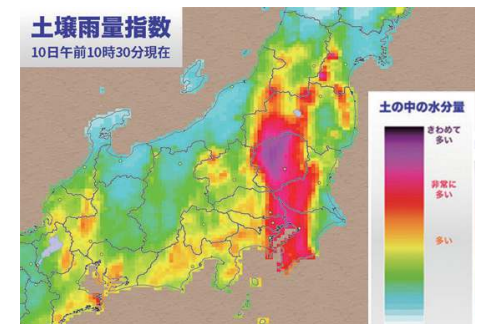 土壌雨量指数
10日午前10時30分現在
土の中の水分量
きわめて
多い
非常に
多い
多い